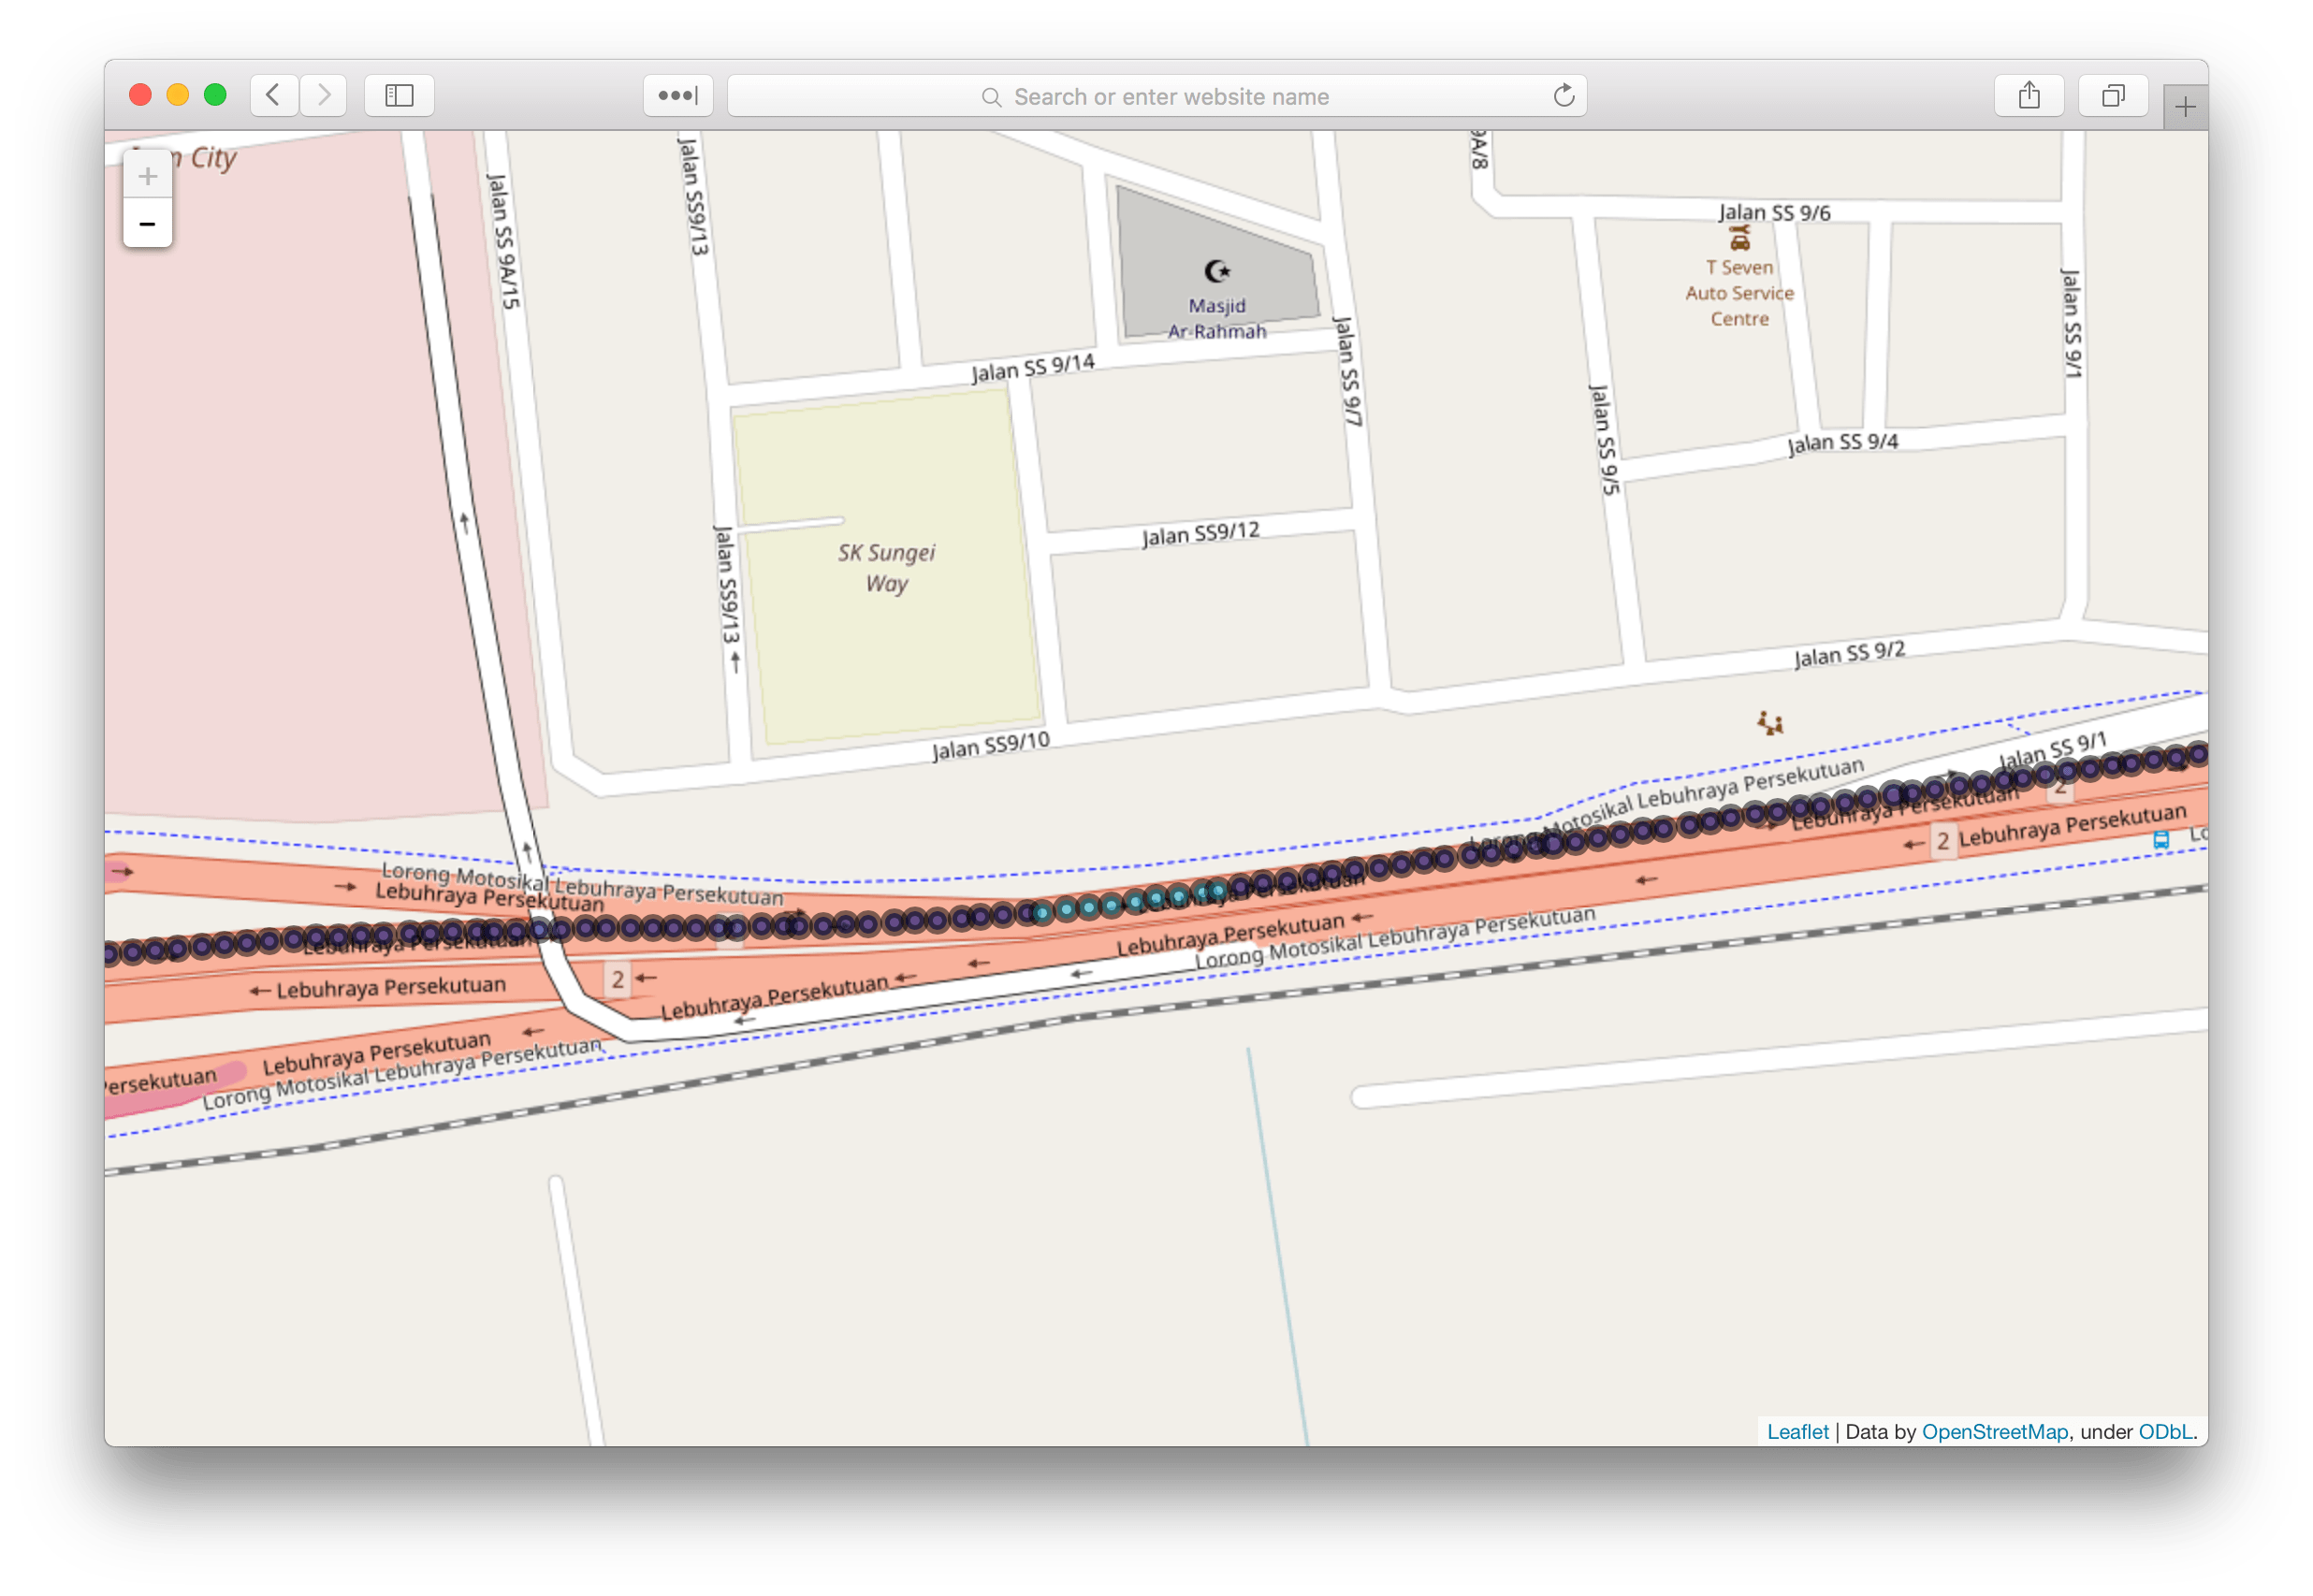 Search or enter website name
City
Jalan SS 9A/15
Jalan SS9/13
9A/8
Jalan SS 9/6
T Seven
Auto Service
Centre
Jalan SS 9/1
Masjid
Ar-Rahmah
Jalan SS 9/14
Jalan SS 9/7
Jalan SS 9/5
Jalan SS 9/4
Jalan SS9/12
SK Sungei
Way
Jalan SS9/13
Jalan SS 9/2
Jalan SS9/10
Jalan SS 9/1
Lorong Motosikal Lebuhraya Persekutuan
2
Lebuhraya Persekutuan
2
Lebuhraya Persekutuan
Lorong Motosikal Lebuhraya Persekutuan
Lebuhraya Persekutuan
Lebuhraya Persekutuan
Lebuhraya Persekutuan
Lebuhraya Persekutuan
Lorong Motosikal Lebuhraya Persekutuan
2
Lebuhraya Persekutuan
Lebuhraya Persekutuan
Lebuhraya Persekutuan
Persekutuan
Lorong Motosikal Lebuhraya Persekutuan
Leaflet | Data by OpenStreetMap, under ODbL.